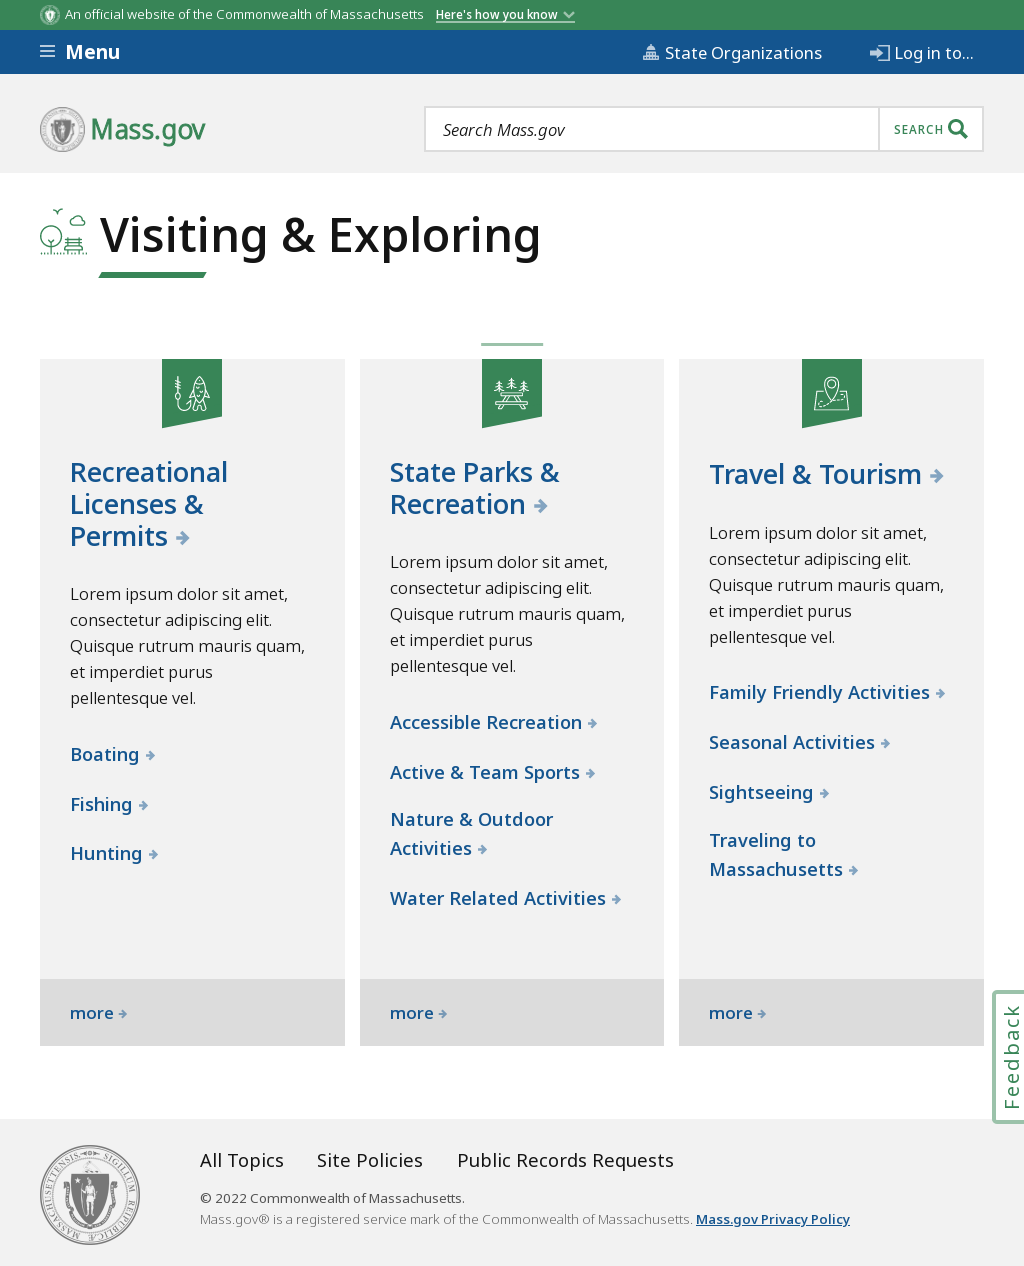 An official website of the Commonwealth of Massachusetts Here's how you know
Menu
State Organizations
Log in to...
Mass.gov
Search Mass.gov
SEARCH
Visiting & Exploring
Recreational
Licenses &
Permits
Lorem ipsum dolor sit amet,
consectetur adipiscing elit.
Quisque rutrum mauris quam,
et imperdiet purus
pellentesque vel.
Boating
Fishing
Hunting
more
State Parks &
Recreation
Lorem ipsum dolor sit amet,
consectetur adipiscing elit.
Quisque rutrum mauris quam,
et imperdiet purus
pellentesque vel.
Accessible Recreation
Active & Team Sports
Nature & Outdoor
Activities
Water Related Activities
more
Travel & Tourism
Lorem ipsum dolor sit amet,
consectetur adipiscing elit.
Quisque rutrum mauris quam,
et imperdiet purus
pellentesque vel.
Family Friendly Activities
Seasonal Activities
Sightseeing
Traveling to
Massachusetts
more
Feedback
SIGILLUM REIPUBLICÆ MASSACHUSETTENSIS
All Topics
Site Policies
Public Records Requests
© 2022 Commonwealth of Massachusetts.
Mass.gov® is a registered service mark of the Commonwealth of Massachusetts. Mass.gov Privacy Policy